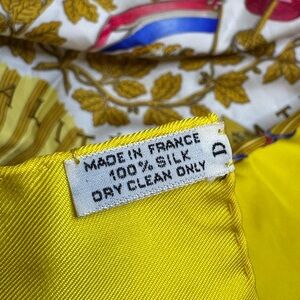 MADE IN FRANCE
100% SILK
DRY CLEAN ONLY
D